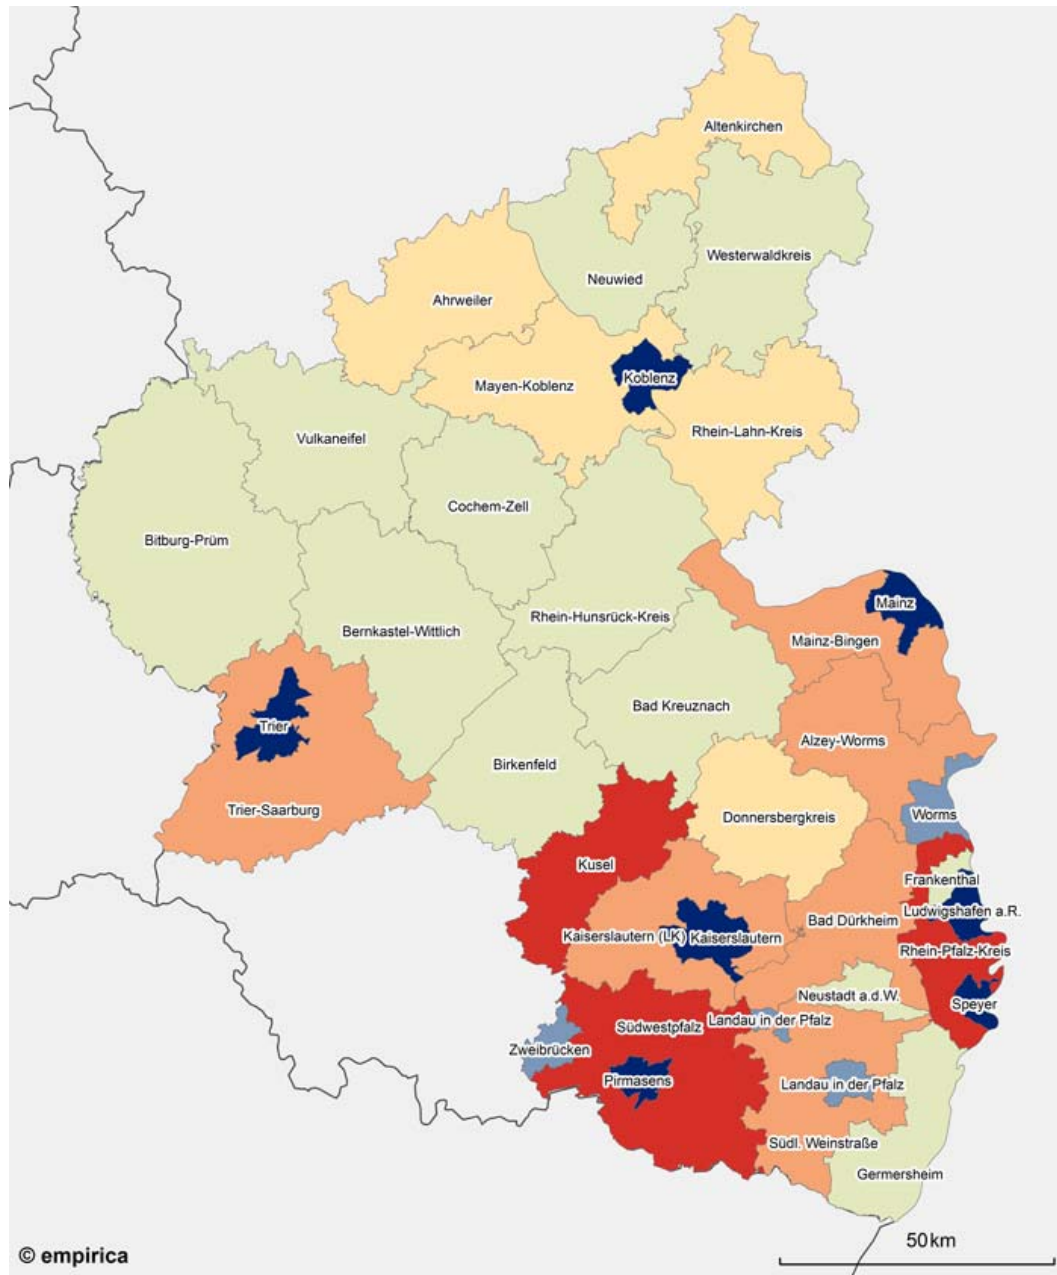 Altenkirchen
Westerwaldkreis
Neuwied
Ahrweiler
Koblenz
Mayen-Koblenz
Rhein-Lahn-Kreis
Vulkaneifel
Cochem-Zell
Bitburg-Prüm
Mainz
Rhein-Hunsrück-Kreis
Bernkastel-Wittlich
Mainz-Bingen
Bad Kreuznach
Trier
Alzey-Worms
Birkenfeld
Trier-Saarburg
Worms
Donnersbergkreis
Kusel
Frankenthal
Ludwigshafen a.R.
Bad Dürkheim
Kaiserslautern (LK)
Kaiserslautern
Rhein-Pfalz-Kreis
Neustadt a.d.W.
Speyer
Landau in der Pfalz
Südwestpfalz
Zweibrücken
Pirmasens
Landau in der Pfalz
Südl. Weinstraße
Germersheim
50 km
© empirica